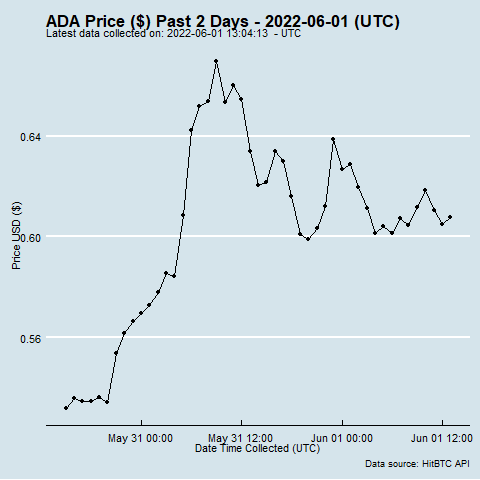 ADA Price ($) Past 2 Days - 2022-06-01 (UTC)
Latest data collected on: 2022-06-01 13:04:13  - UTC
0.64
0.60
0.56
Price USD ($)
May 31 00:00
May 31 12:00
Jun 01 00:00
Jun 01 12:00
Date Time Collected (UTC)
Data source: HitBTC API